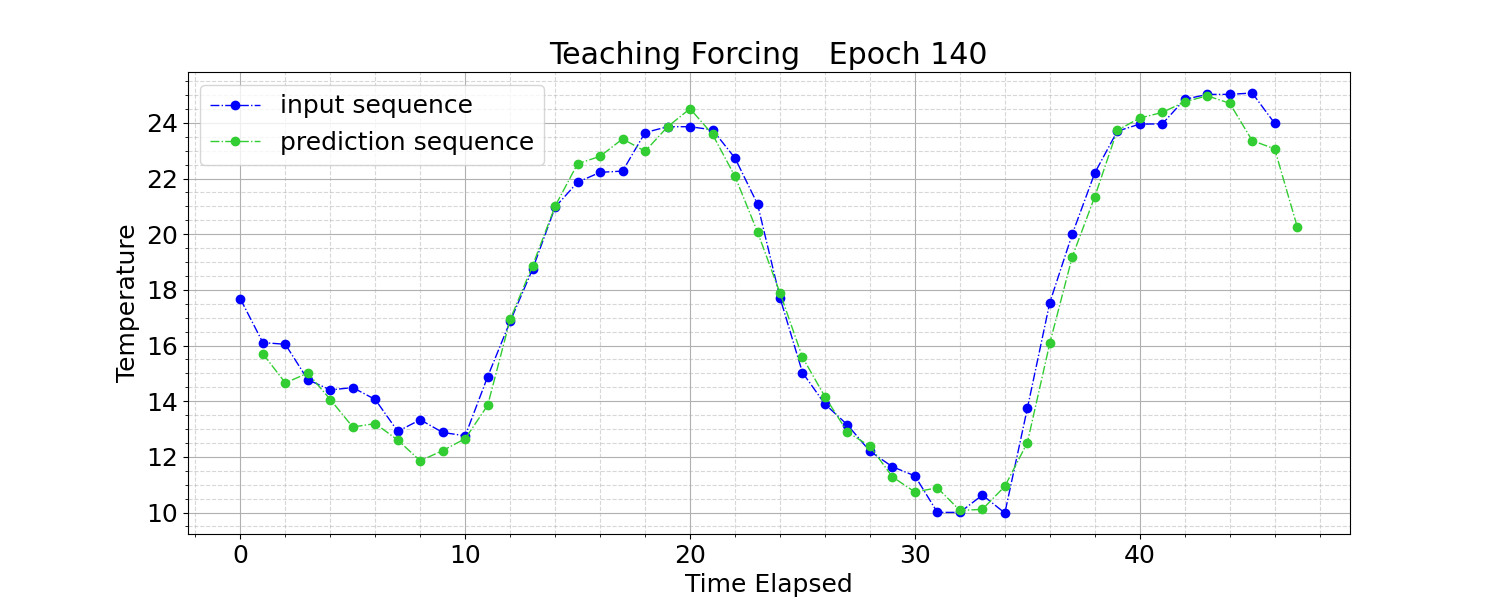 Teaching Forcing   Epoch 140
input sequence
prediction sequence
24
22
20
18
16
14
12
10
Temperature
0 10 20 30 40
Time Elapsed